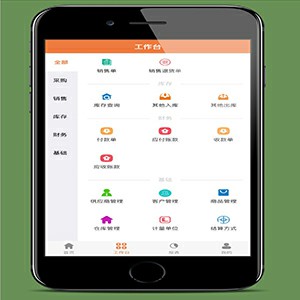 工作台
全部
采购
销售
库存
财务
基础
销售单
销售退货单
库存
库存查询
其他入库
其他出库
财务
付款单
应付账款
收款单
应收账款
基础
供应商管理
客户管理
商品管理
仓库管理
计量单位
结算方式
首页
工作台
报表
我的